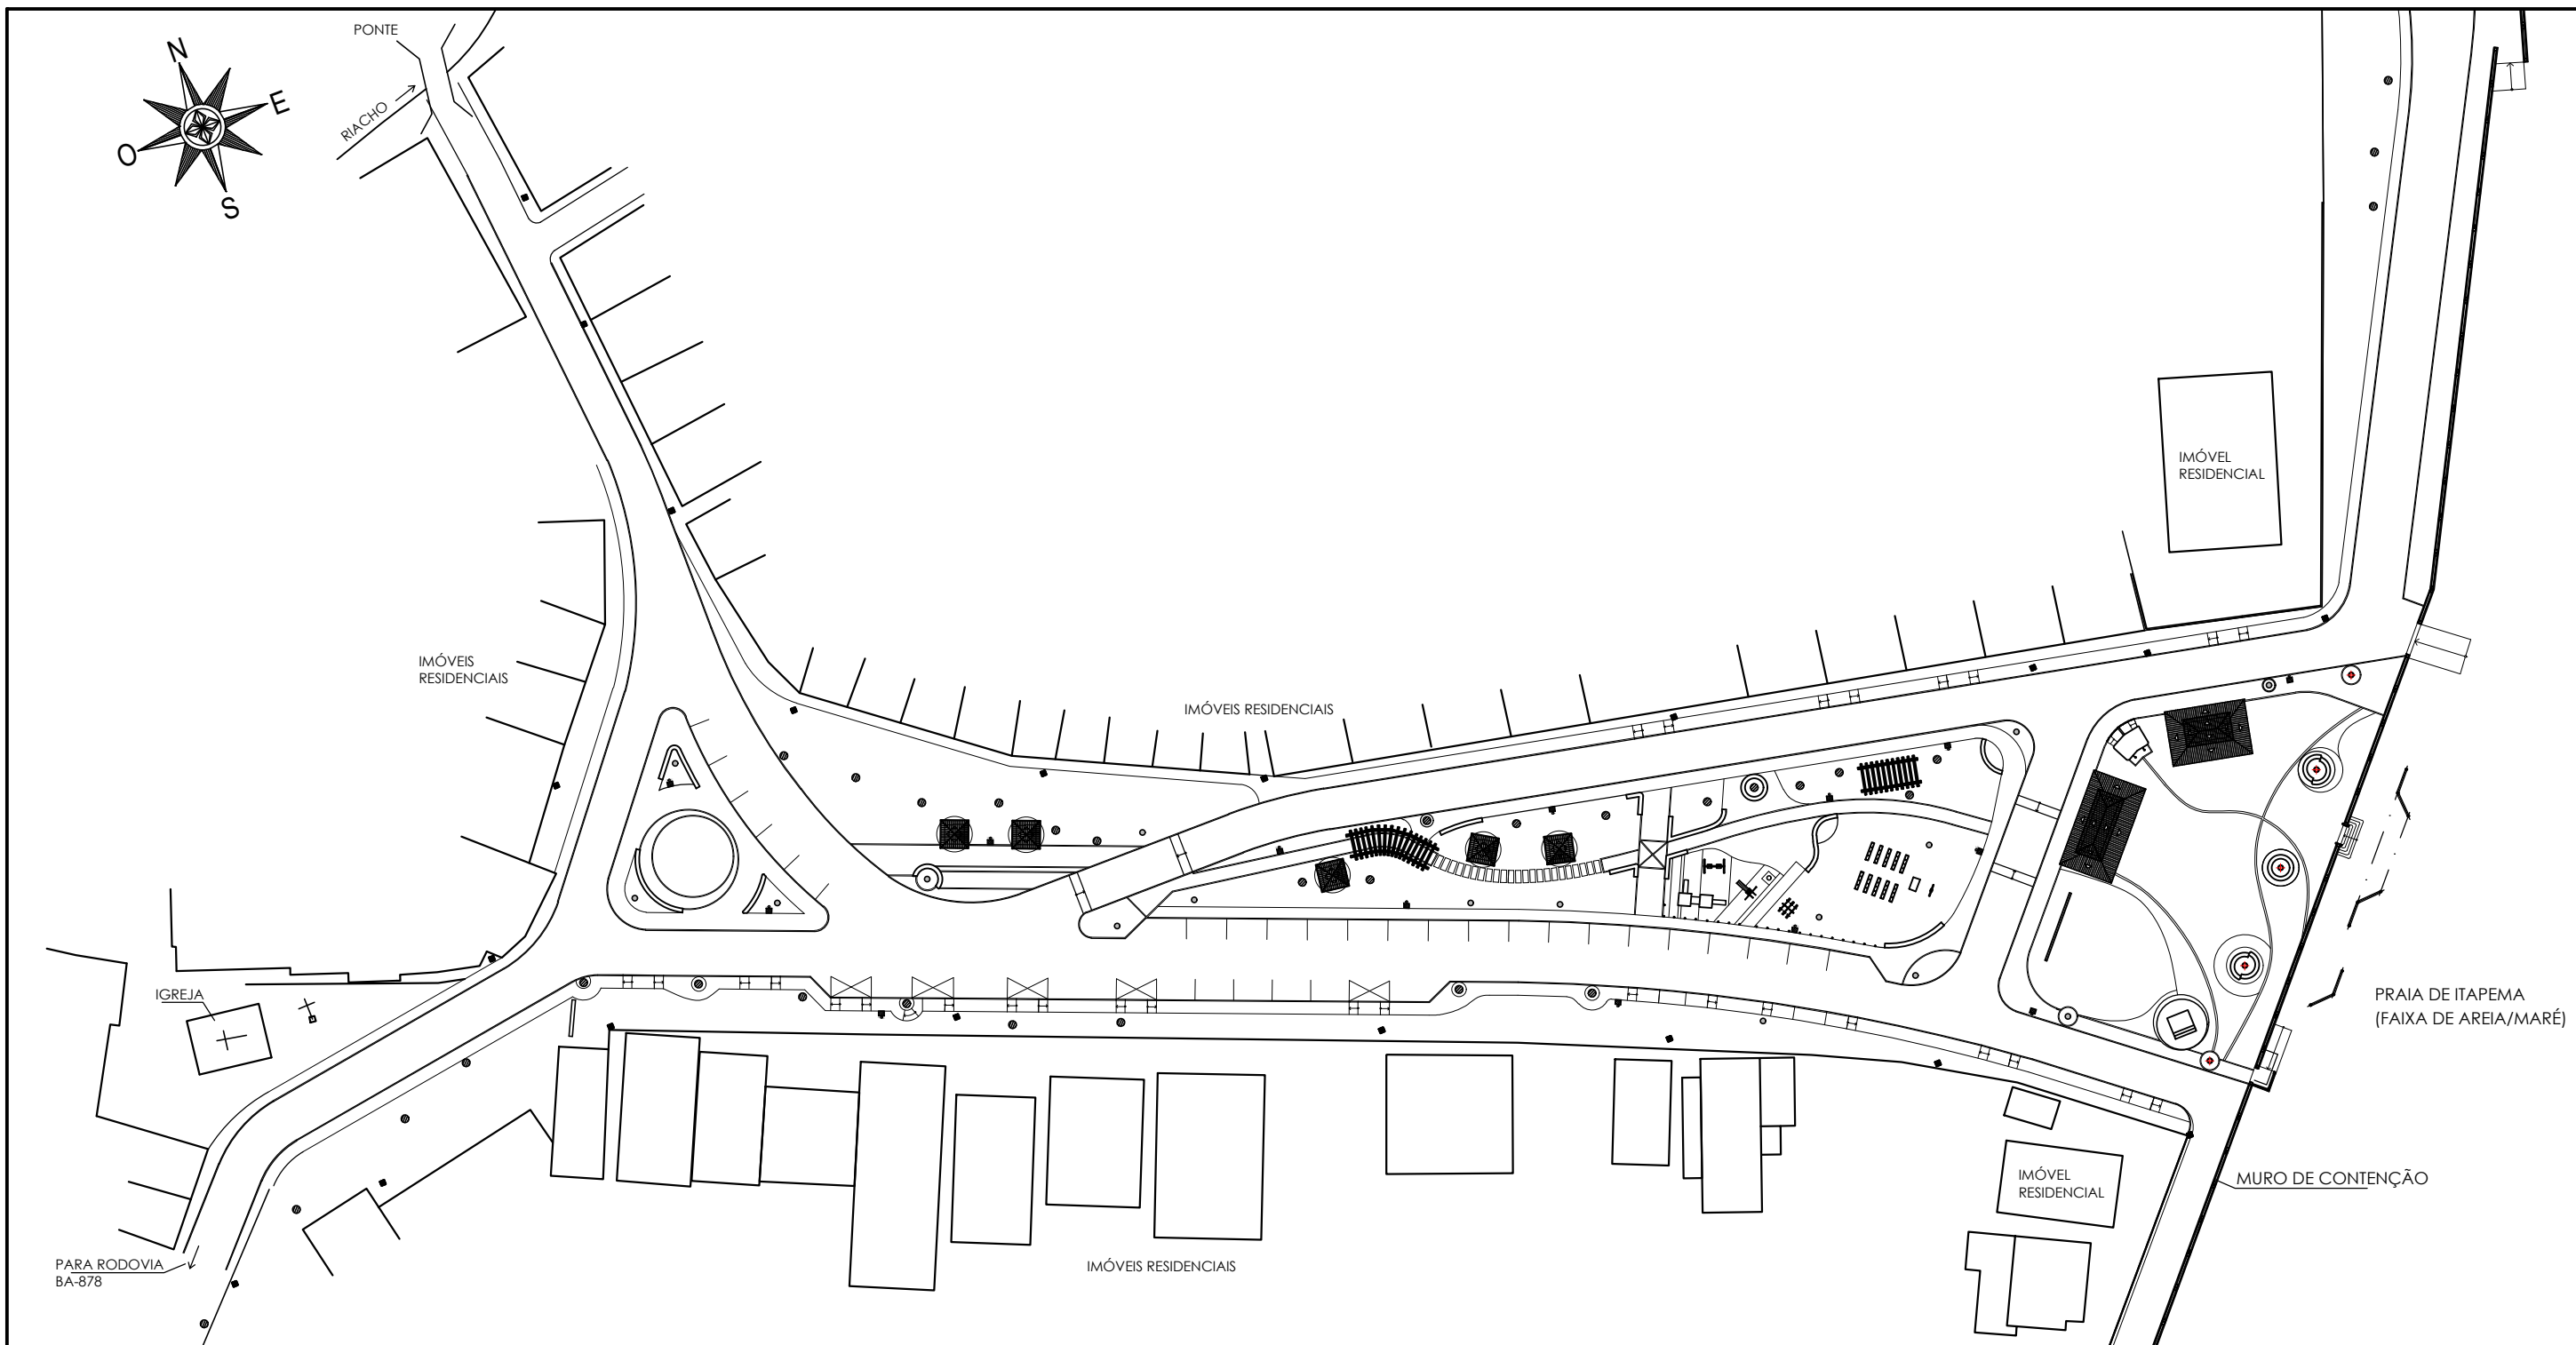 PONTE
N
E
O
S
RIACHO
IMÓVEL
RESIDENCIAL
IMÓVEIS
RESIDENCIAIS
IMÓVEIS RESIDENCIAIS
IGREJA
PRAIA DE ITAPEMA
(FAIXA DE AREIA/MARÉ)
IMÓVEL
RESIDENCIAL
MURO DE CONTENÇÃO
PARA RODOVIA
BA-878
IMÓVEIS RESIDENCIAIS